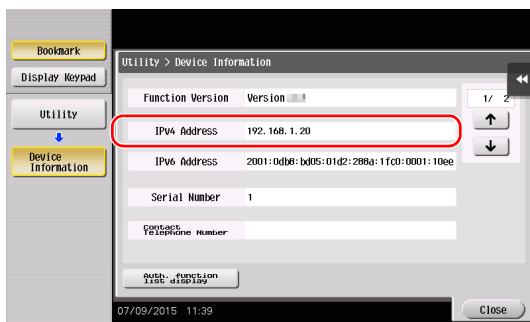 Bookmark
Display Keypad
Utility
Device
Information
Utility > Device Information
Function Version Version
1/ 2
IPv4 Address 192.168.1.20
IPv6 Address 2001:0db8:bd05:01d2:288a:1fc0:0001:10ee
Serial Number 1
Contact
Telephone Number
Auth. function
list display
07/09/2015 11:39
Close